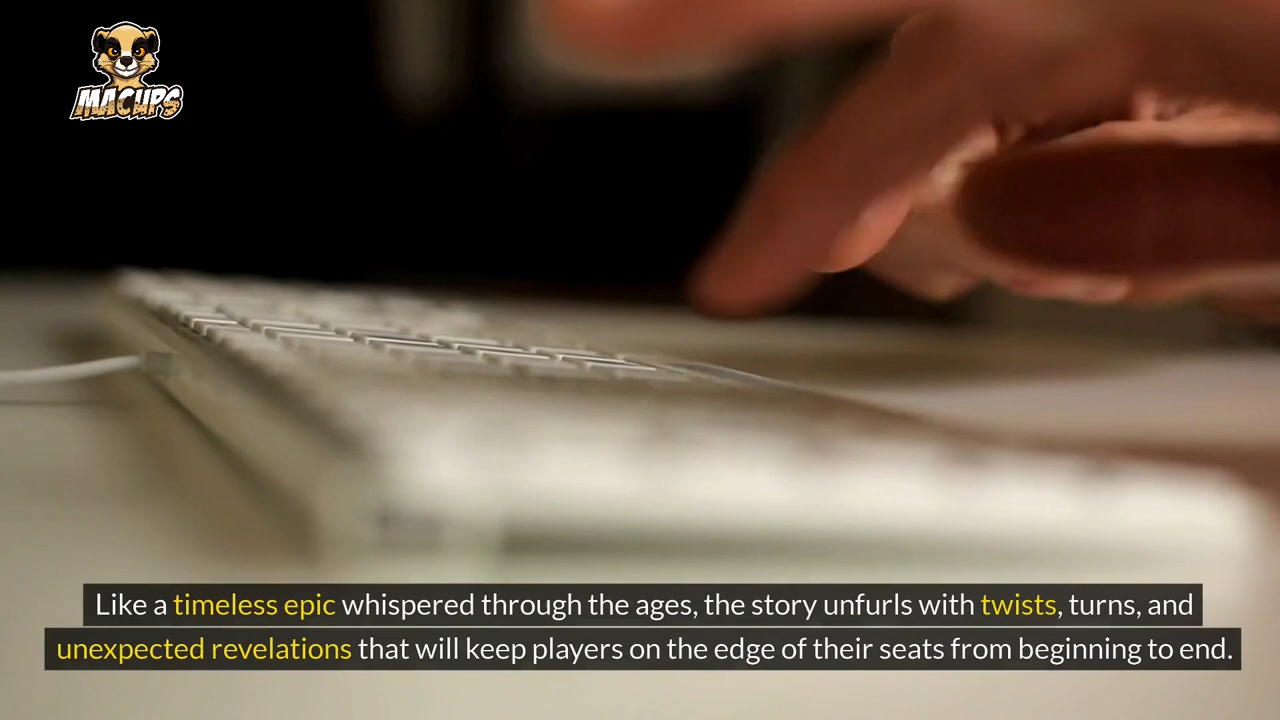 MACUPS
Like a timeless epic whispered through the ages, the story unfurls with twists, turns, and
unexpected revelations that will keep players on the edge of their seats from beginning to end.